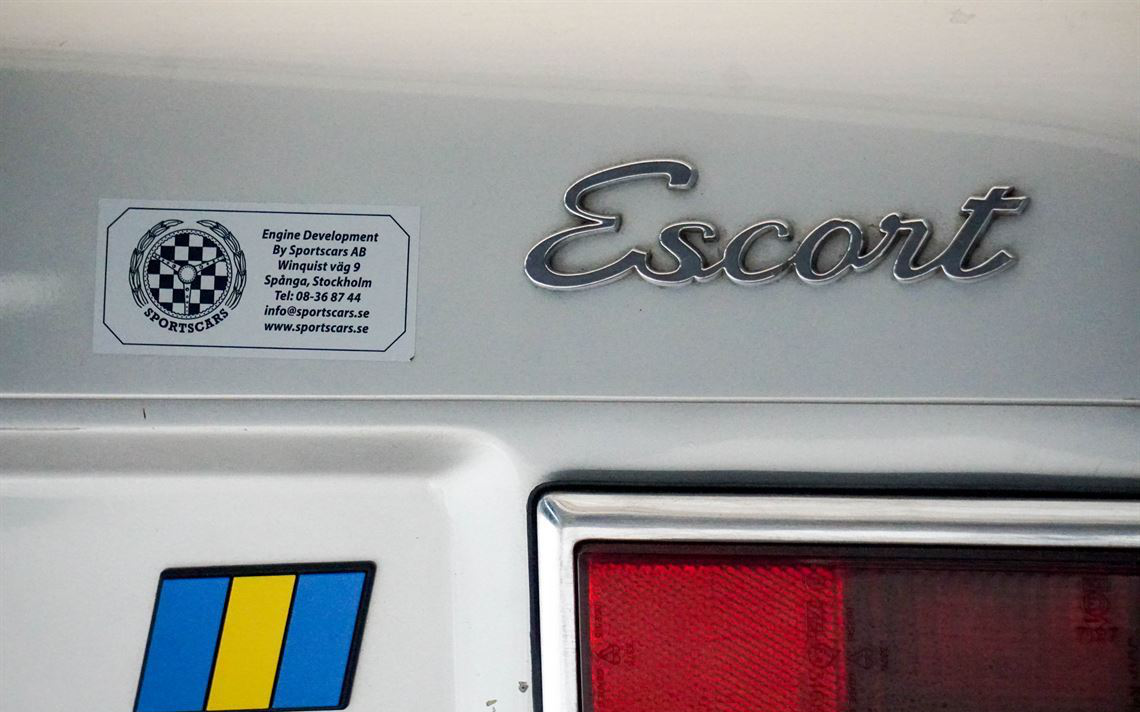 Escort
Engine Development
By Sportscars AB
Winquist väg 9
Spånga, Stockholm
Tel: 08-36 87 44
info@sportscars.se
www.sportscars.se
SPORTSCARS